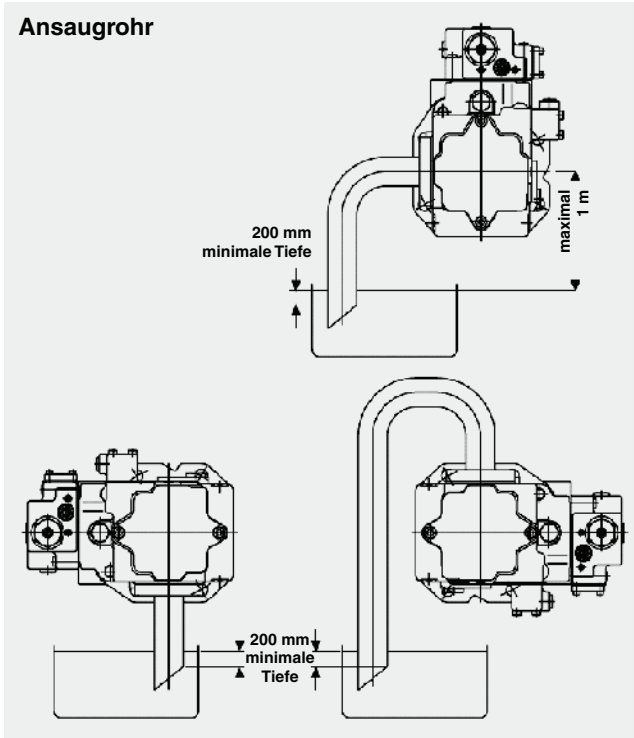 Ansaugrohr
200 mm
minimale Tiefe
maximal
1 m
200 mm
minimale
Tiefe